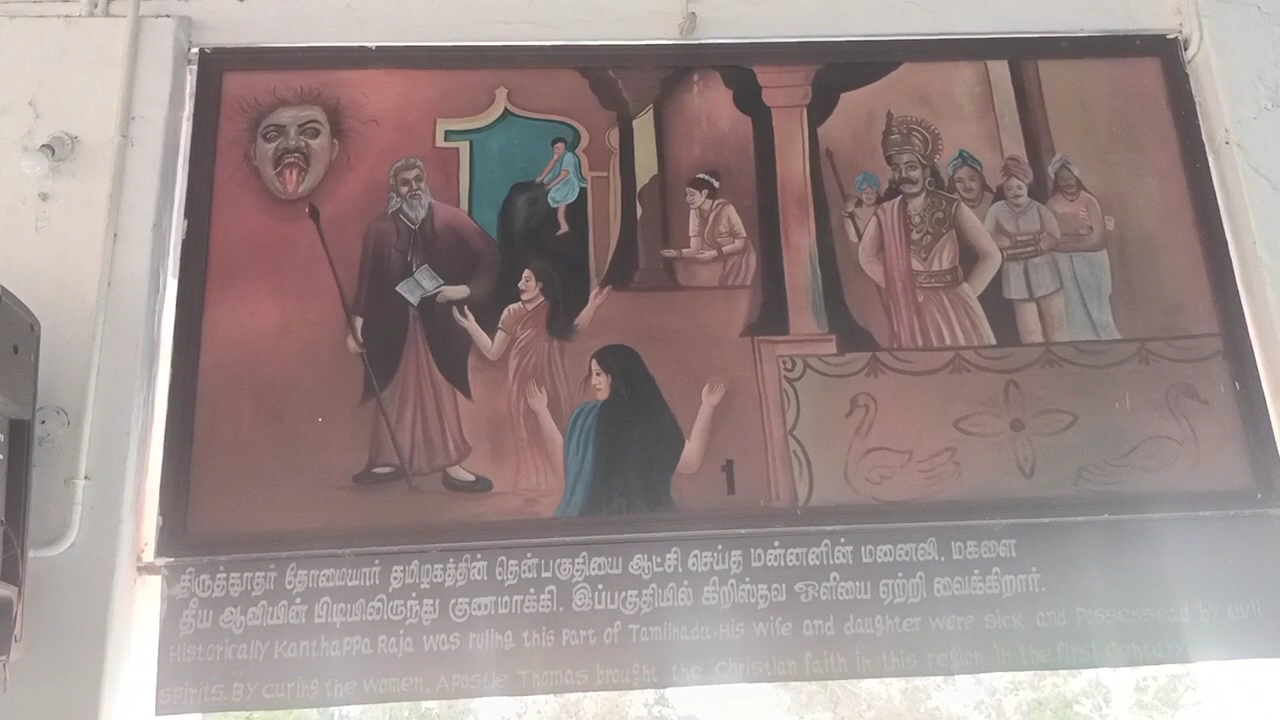 1
திருத்தூதர் தோமையார் தமிழகத்தின் தென்பகுதியை ஆட்சி செய்த மன்னனின் மனைவி, மகளை
தீய ஆவியின் பிடியிலிருந்து குணமாக்கி, இப்பகுதியில் கிறிஸ்தவ ஒளியை ஏற்றி வைக்கிறார்.
Historically Kanthappa Raja was ruling this part of Tamilnadu. His wife and daughter were sick and Possessead by evil
spirits. By curing the women, Apostle Thomas brought the Christian faith in this region in the first Century